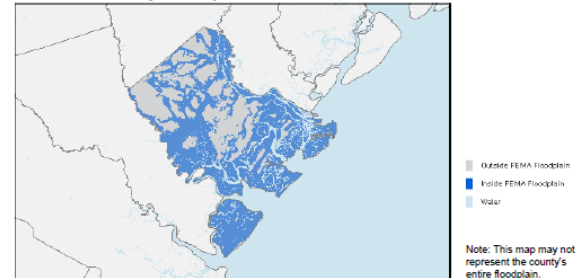 Outside FEMA Floodplain
Inside FEMA Floodplain
Water
Note: This map may not
represent the county's
entire floodplain.